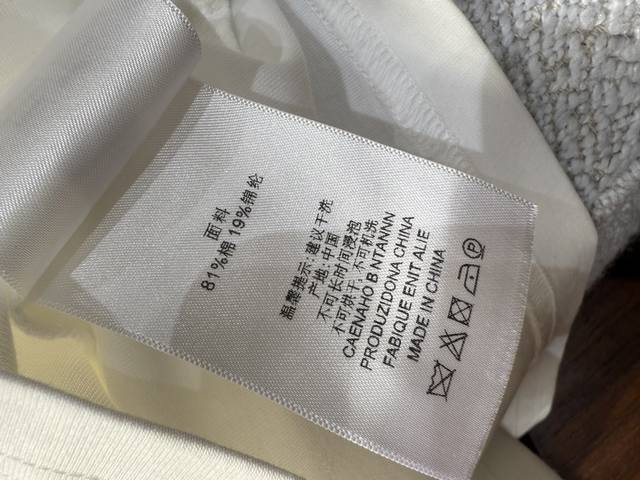 面料
81%棉 19%锦纶
温馨提示: 建议干洗
产地: 中国
不可长时间浸泡
不可烘干, 不可机洗
CAENAHO B NTANNN
PRODUZIDONA CHINA
FABIQUE ENIT ALIE
MADE IN CHINA
P